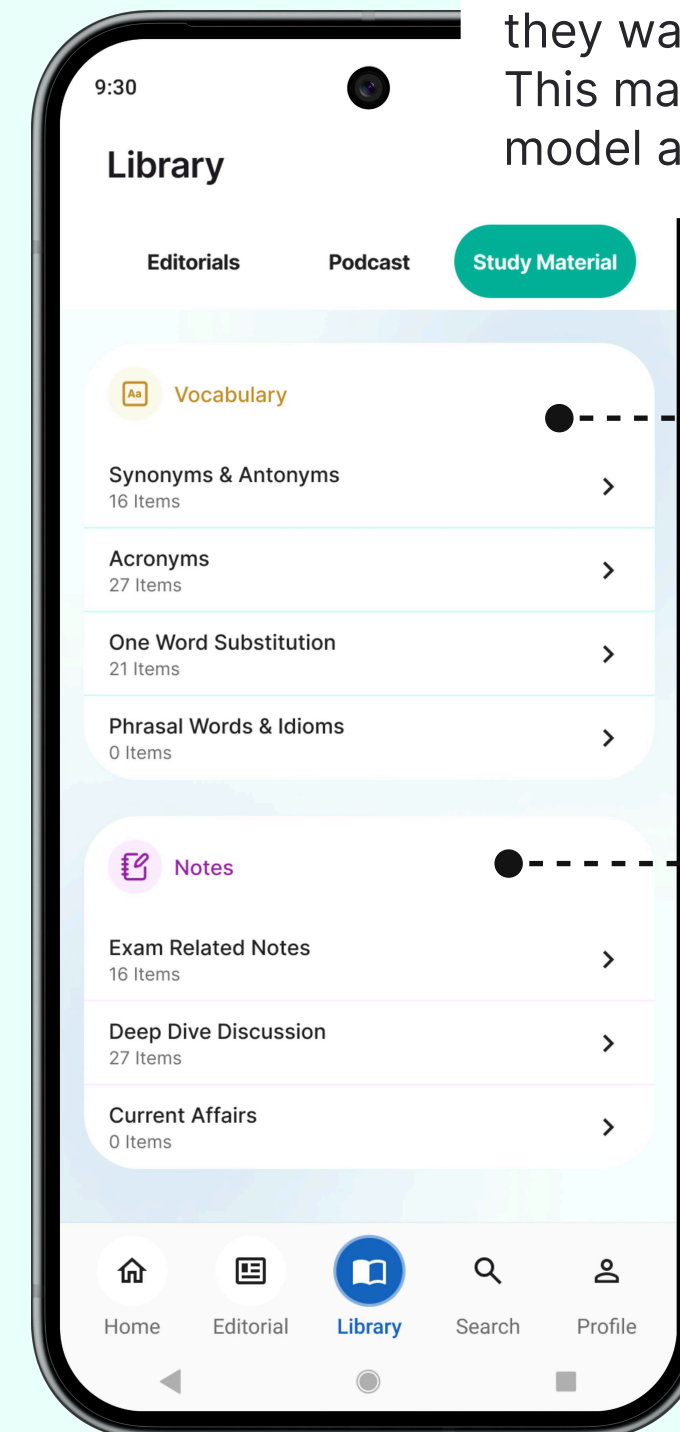 they wa
This ma
model a
9:30
Library
Editorials Podcast Study Material
Aa Vocabulary
Synonyms & Antonyms
16 Items
Acronyms
27 Items
One Word Substitution
21 Items
Phrasal Words & Idioms
0 Items
Notes
Exam Related Notes
16 Items
Deep Dive Discussion
27 Items
Current Affairs
0 Items
Home Editorial Library Search Profile